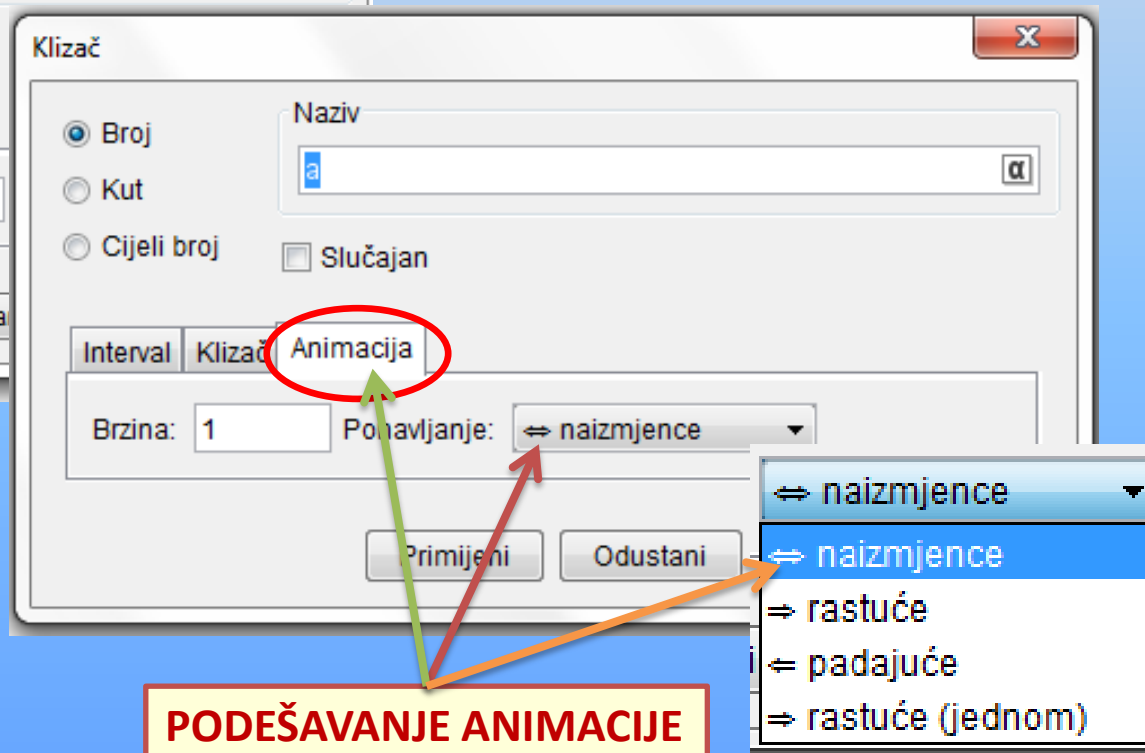 Klizač
Broj
Naziv
a α
Kut
Cijeli broj
Slučajan
Interval Klizač Animacija
Brzina: 1 Ponavljanje: ⇔ naizmjence
Primijeni Odustani
⇔ naizmjence
⇔ naizmjence
⇒ rastuće
⇐ padajuće
⇒ rastuće (jednom)
PODEŠAVANJE ANIMACIJE